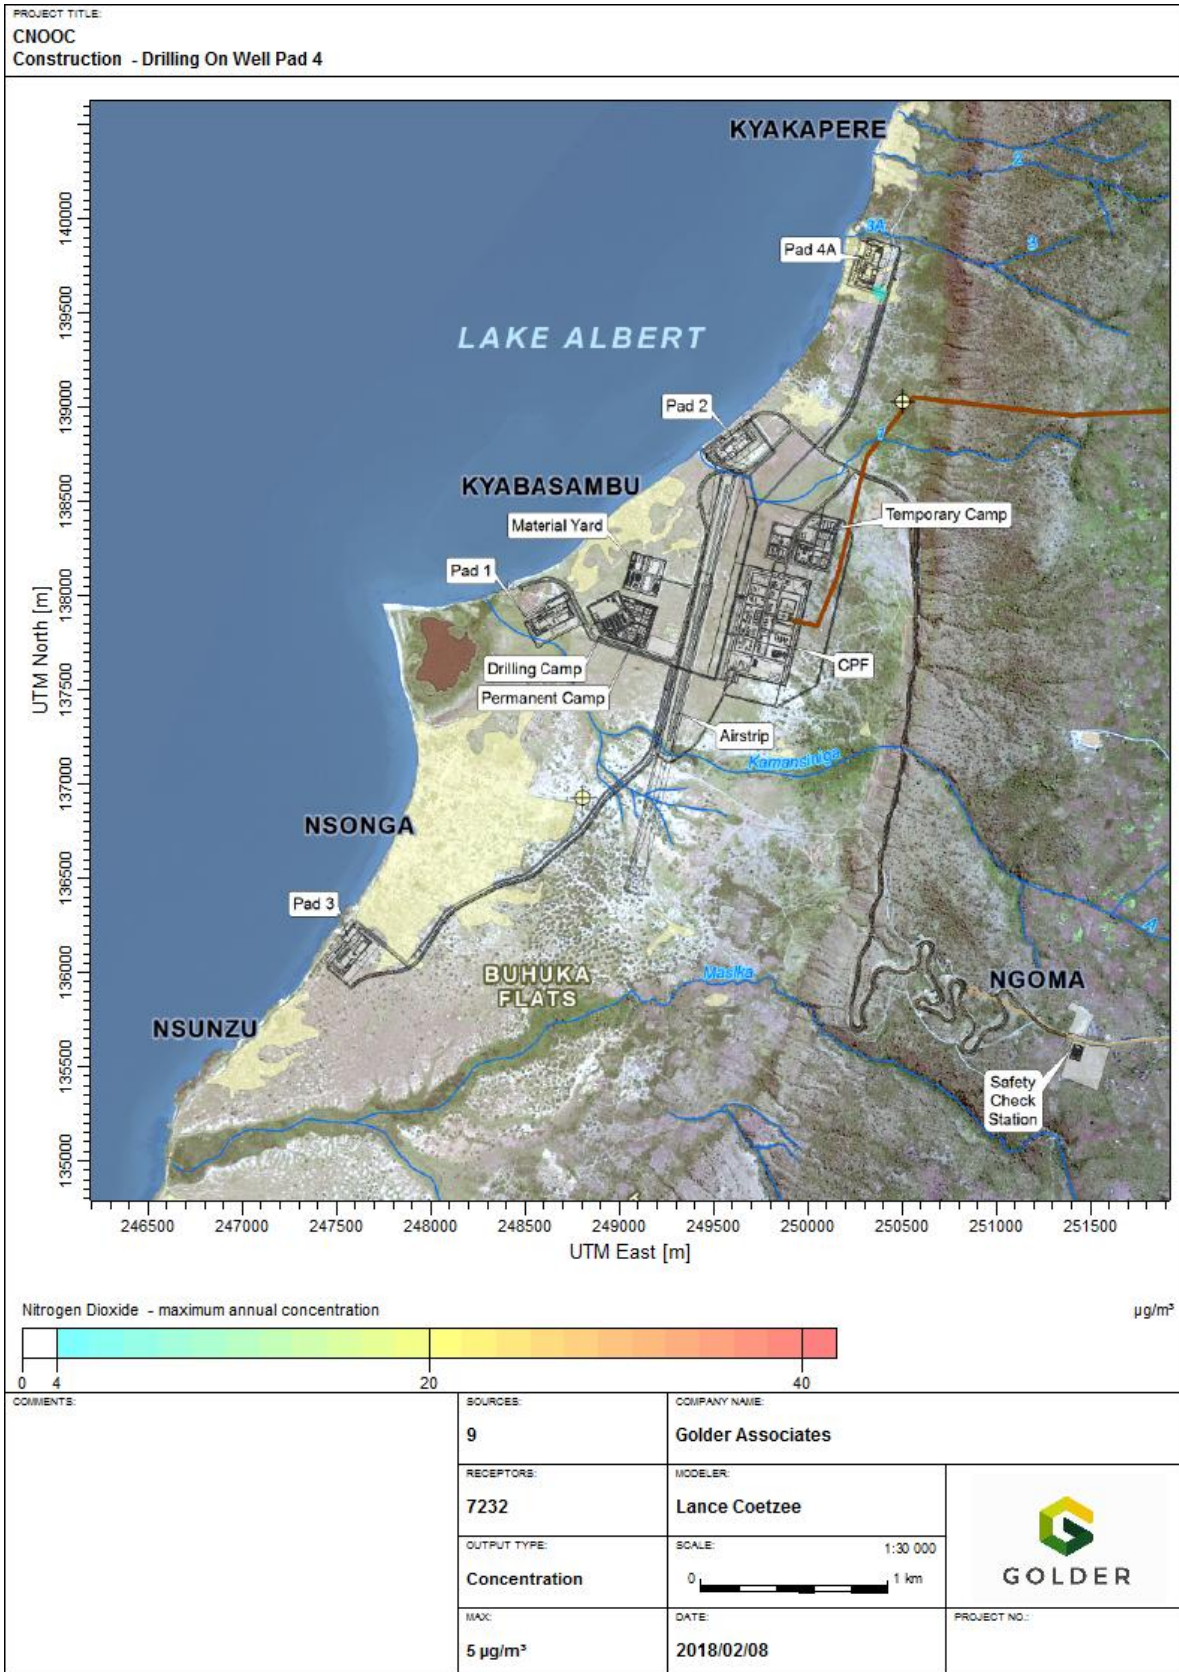 PROJECT TITLE:
CNOOC
Construction - Drilling On Well Pad 4
KYAKAPERE
2
3A
3
Pad 4A
LAKE ALBERT
Pad 2
1
KYABASAMBU
Material Yard
Temporary Camp
Pad 1
Drilling Camp
CPF
Permanent Camp
Airstrip
Kamansiniga
NSONGA
Pad 3
4
BUHUKA
FLATS
Masika
NGOMA
NSUNZU
Safety
Check
Station
UTM North [m]
140000
139500
139000
138500
138000
137500
137000
136500
136000
135500
135000
246500 247000 247500 248000 248500 249000 249500 250000 250500 251000 251500
UTM East [m]
Nitrogen Dioxide - maximum annual concentration µg/m³
0 4 20 40
COMMENTS:
SOURCES:
9
COMPANY NAME:
Golder Associates
RECEPTORS:
7232
MODELER:
Lance Coetzee
OUTPUT TYPE:
Concentration
SCALE: 1:30 000
0 1 km
GOLDER
MAX:
5 µg/m³
DATE:
2018/02/08
PROJECT NO.: